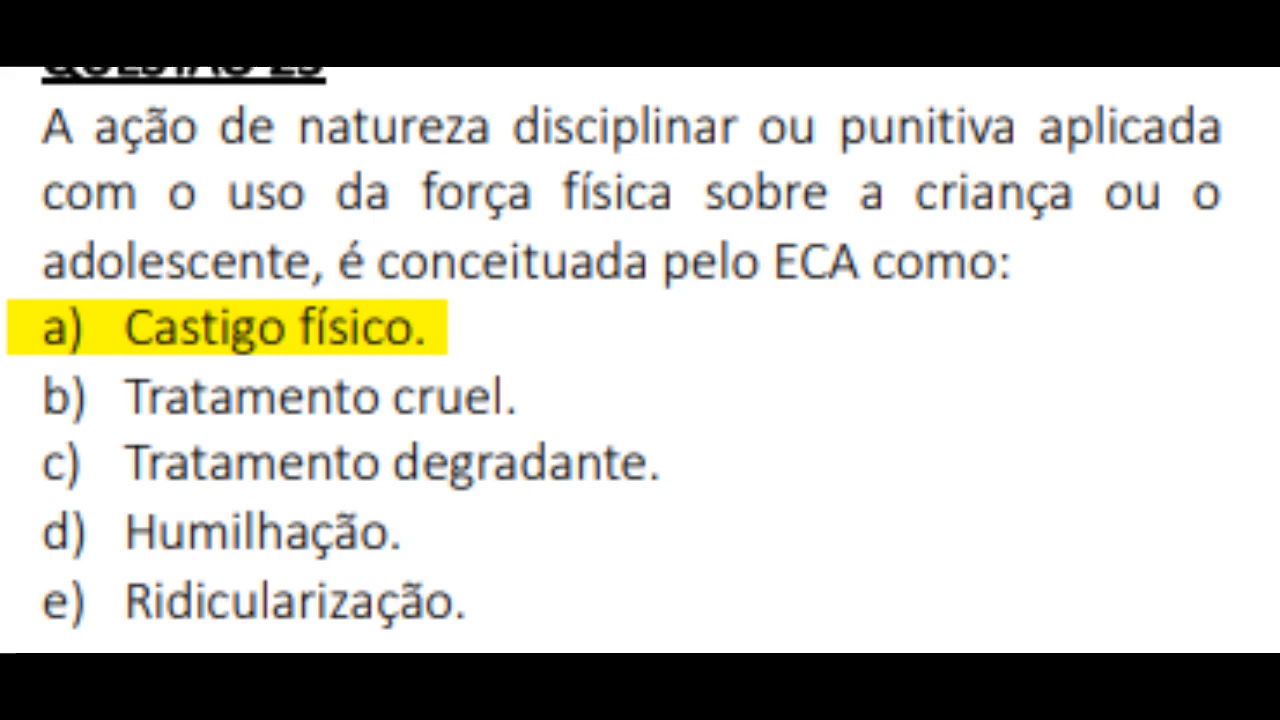 A ação de natureza disciplinar ou punitiva aplicada
com o uso da força física sobre a criança ou o
adolescente, é conceituada pelo ECA como:
a) Castigo físico.
b) Tratamento cruel.
c) Tratamento degradante.
d) Humilhação.
e) Ridicularização.